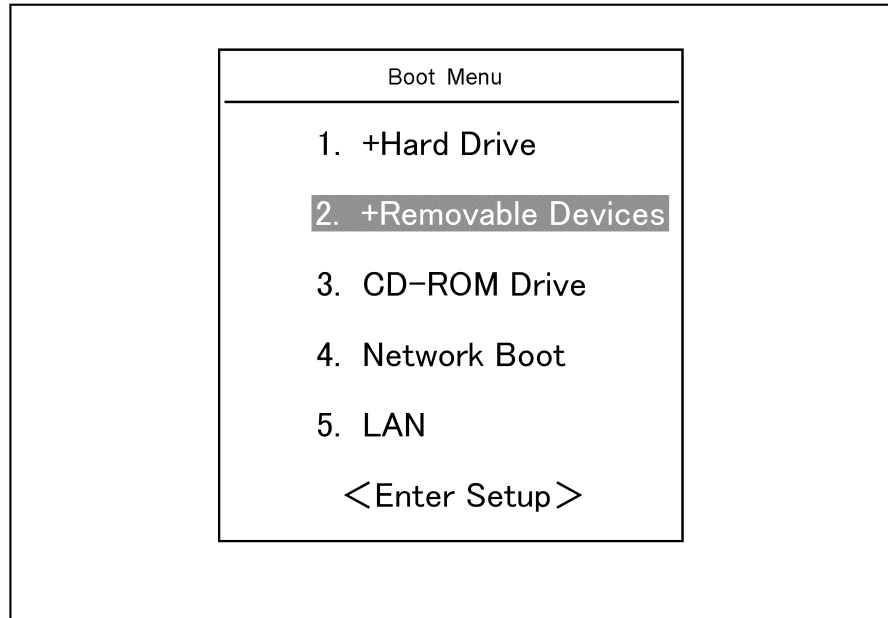 Boot Menu
1. +Hard Drive
2. +Removable Devices
3. CD-ROM Drive
4. Network Boot
5. LAN
<Enter Setup>